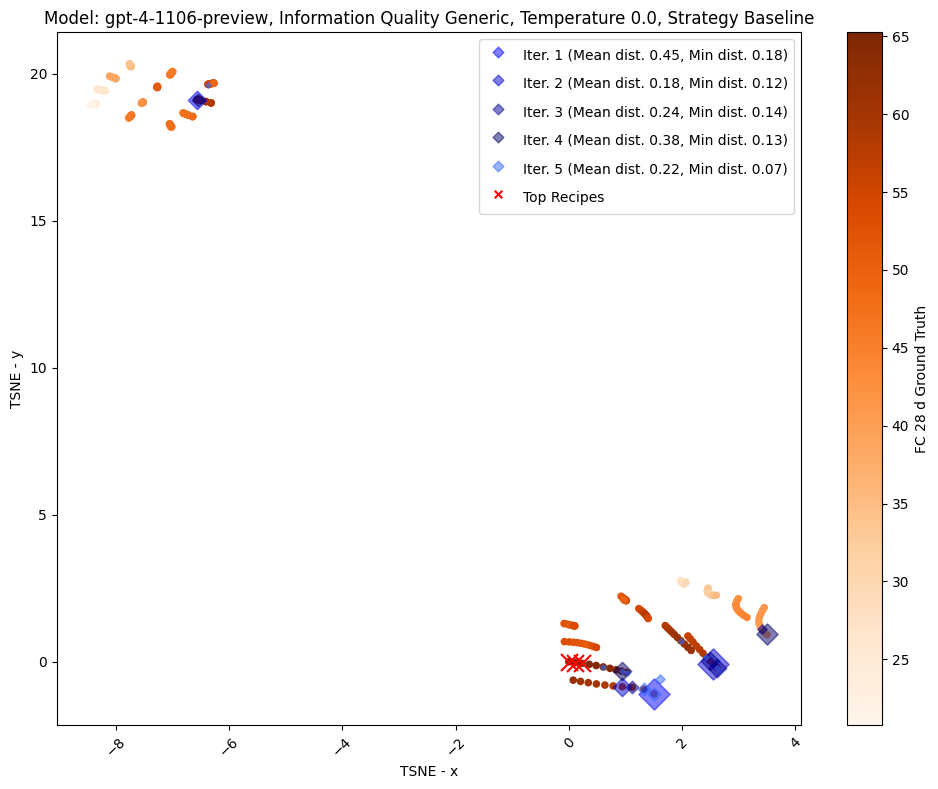 Model: gpt-4-1106-preview, Information Quality Generic, Temperature 0.0, Strategy Baseline
Iter. 1 (Mean dist. 0.45, Min dist. 0.18)
Iter. 2 (Mean dist. 0.18, Min dist. 0.12)
Iter. 3 (Mean dist. 0.24, Min dist. 0.14)
Iter. 4 (Mean dist. 0.38, Min dist. 0.13)
Iter. 5 (Mean dist. 0.22, Min dist. 0.07)
Top Recipes
TSNE - y
20
15
10
5
0
−8
−6
−4
−2
0
2
4
TSNE - x
65
60
55
50
45
40
35
30
25
FC 28 d Ground Truth